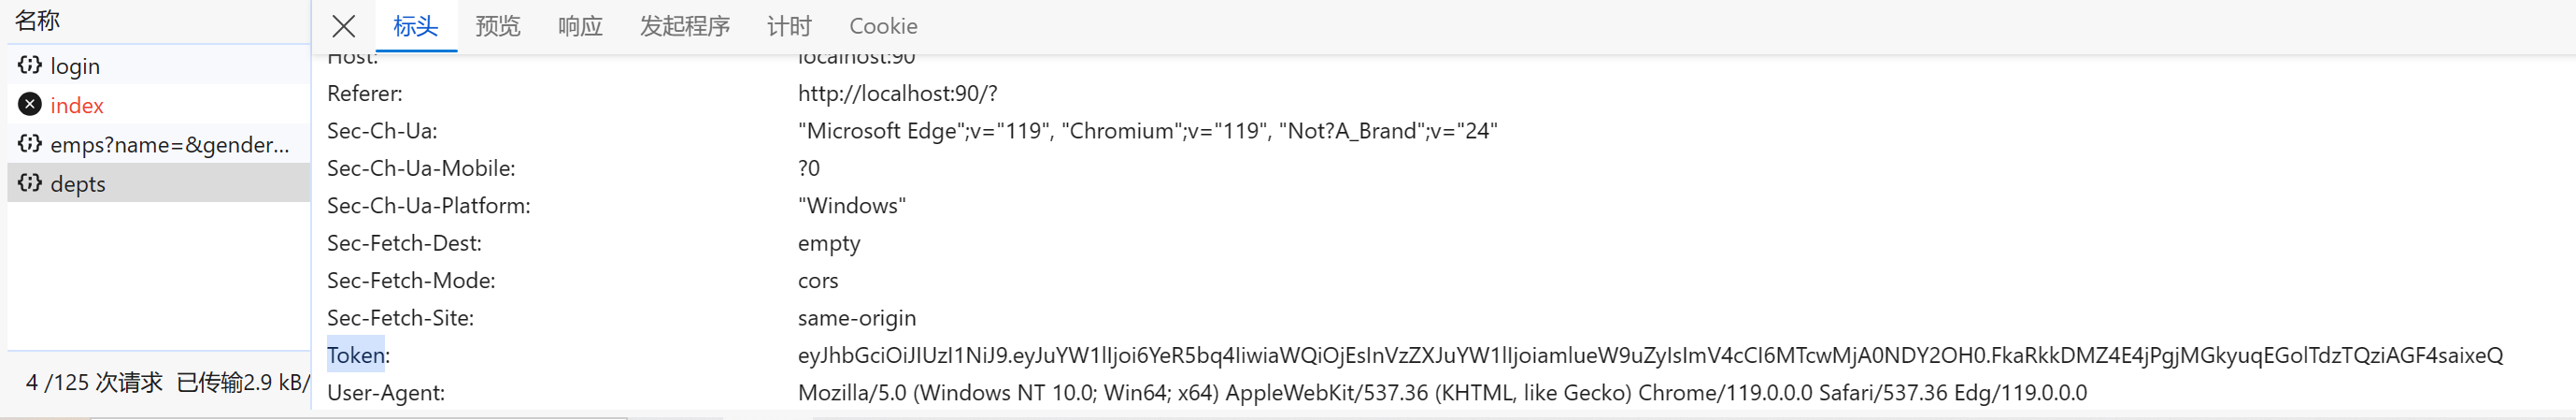 名称
login
index
emps?name=&gender...
depts
4 /125 次请求 已传输2.9 kB/
标头 预览 响应 发起程序 计时 Cookie
Host: localhost:90
Referer: http://localhost:90/?
Sec-Ch-Ua: "Microsoft Edge";v="119", "Chromium";v="119", "Not?A_Brand";v="24"
Sec-Ch-Ua-Mobile: ?0
Sec-Ch-Ua-Platform: "Windows"
Sec-Fetch-Dest: empty
Sec-Fetch-Mode: cors
Sec-Fetch-Site: same-origin
Token: eyJhbGciOiJIUzI1NiJ9.eyJuYW1lIjoi6YeR5bq4IiwiaWQiOjEsInVzZXJuYW1lIjoiamlueW9uZyIsImV4cCI6MTcwMjA0NDY2OH0.FkaRkkDMZ4E4jPgjMGkyuqEGolTdzTQziAGF4saixeQ
User-Agent: Mozilla/5.0 (Windows NT 10.0; Win64; x64) AppleWebKit/537.36 (KHTML, like Gecko) Chrome/119.0.0.0 Safari/537.36 Edg/119.0.0.0